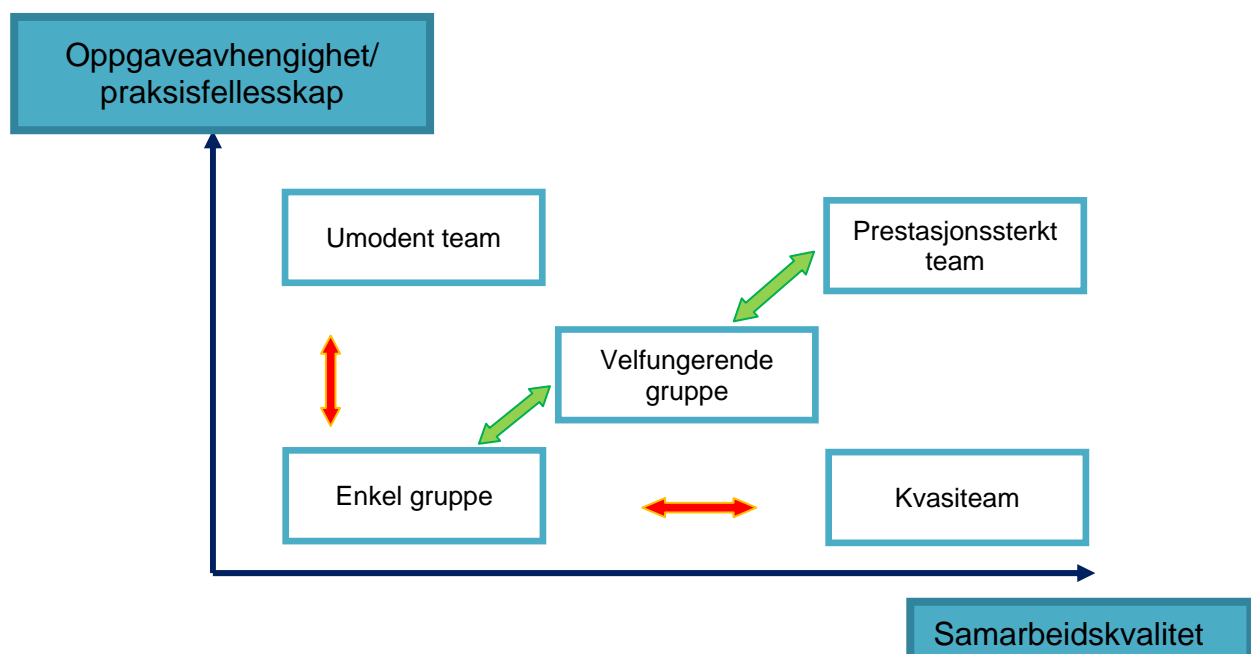 Oppgaveavhengighet/
praksisfellesskap
Umodent team
Prestasjonssterkt
team
Velfungerende
gruppe
Enkel gruppe
Kvasiteam
Samarbeidskvalitet